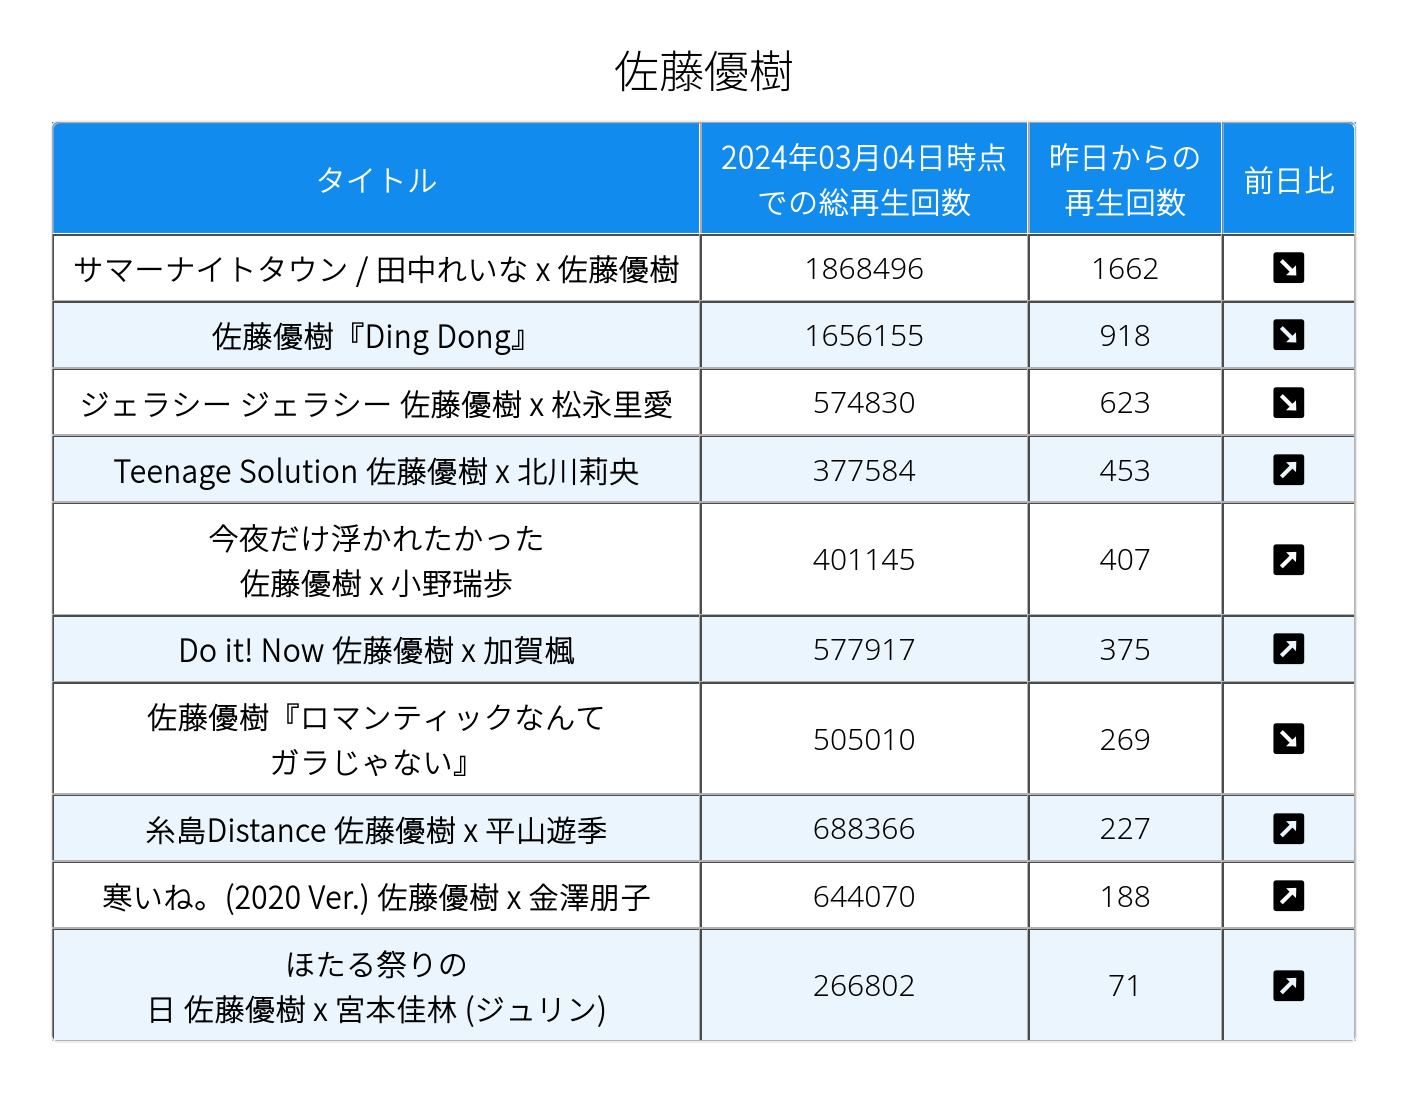 佐藤優樹
タイトル
2024年03月04日時点
での総再生回数
昨日からの
再生回数
前日比
サマーナイトタウン / 田中れいな x 佐藤優樹
1868496
1662
佐藤優樹『Ding Dong』
1656155
918
ジェラシー ジェラシー 佐藤優樹 x 松永里愛
574830
623
Teenage Solution 佐藤優樹 x 北川莉央
377584
453
今夜だけ浮かれたかった
佐藤優樹 x 小野瑞歩
401145
407
Do it! Now 佐藤優樹 x 加賀楓
577917
375
佐藤優樹『ロマンティックなんて
ガラじゃない』
505010
269
糸島Distance 佐藤優樹 x 平山遊季
688366
227
寒いね。(2020 Ver.) 佐藤優樹 x 金澤朋子
644070
188
ほたる祭りの
日 佐藤優樹 x 宮本佳林 (ジュリン)
266802
71